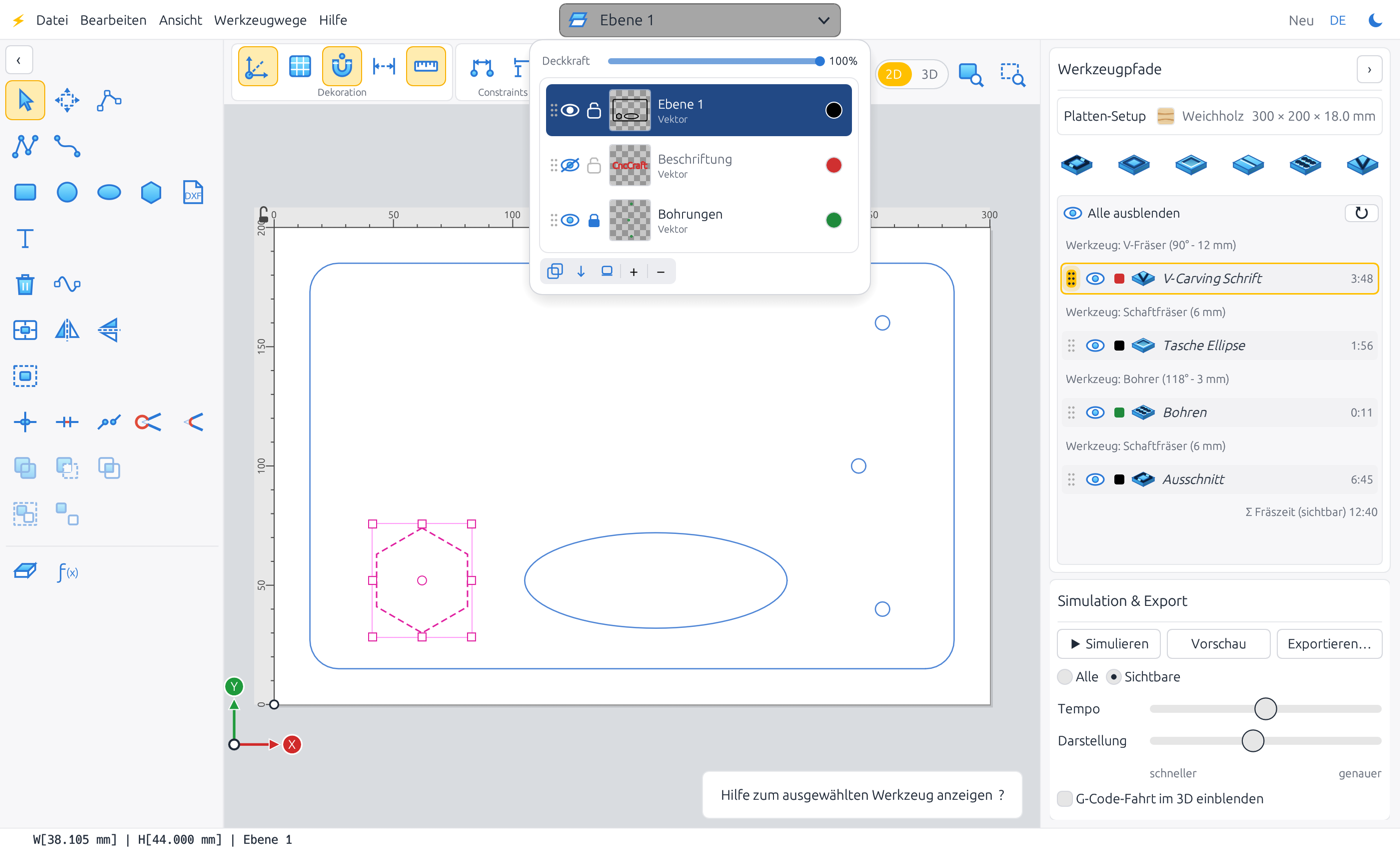 Datei Bearbeiten Ansicht Werkzeugwege Hilfe
Ebene 1
Neu DE
Dekoration
Constraints
2D 3D
Deckkraft 100%
Ebene 1
Vektor
CncCraft
Beschriftung
Vektor
Bohrungen
Vektor
DXF
T
f(x)
0 50 100 50 300
200
150
100
50
0
Y
X
Hilfe zum ausgewählten Werkzeug anzeigen ?
Werkzeugpfade
Platten-Setup Weichholz 300 × 200 × 18.0 mm
Alle ausblenden
Werkzeug: V-Fräser (90° - 12 mm)
V-Carving Schrift 3:48
Werkzeug: Schaftfräser (6 mm)
Tasche Ellipse 1:56
Werkzeug: Bohrer (118° - 3 mm)
Bohren 0:11
Werkzeug: Schaftfräser (6 mm)
Ausschnitt 6:45
Σ Fräszeit (sichtbar) 12:40
Simulation & Export
Simulieren Vorschau Exportieren…
Alle Sichtbare
Tempo
Darstellung
schneller genauer
G-Code-Fahrt im 3D einblenden
W[38.105 mm] | H[44.000 mm] | Ebene 1